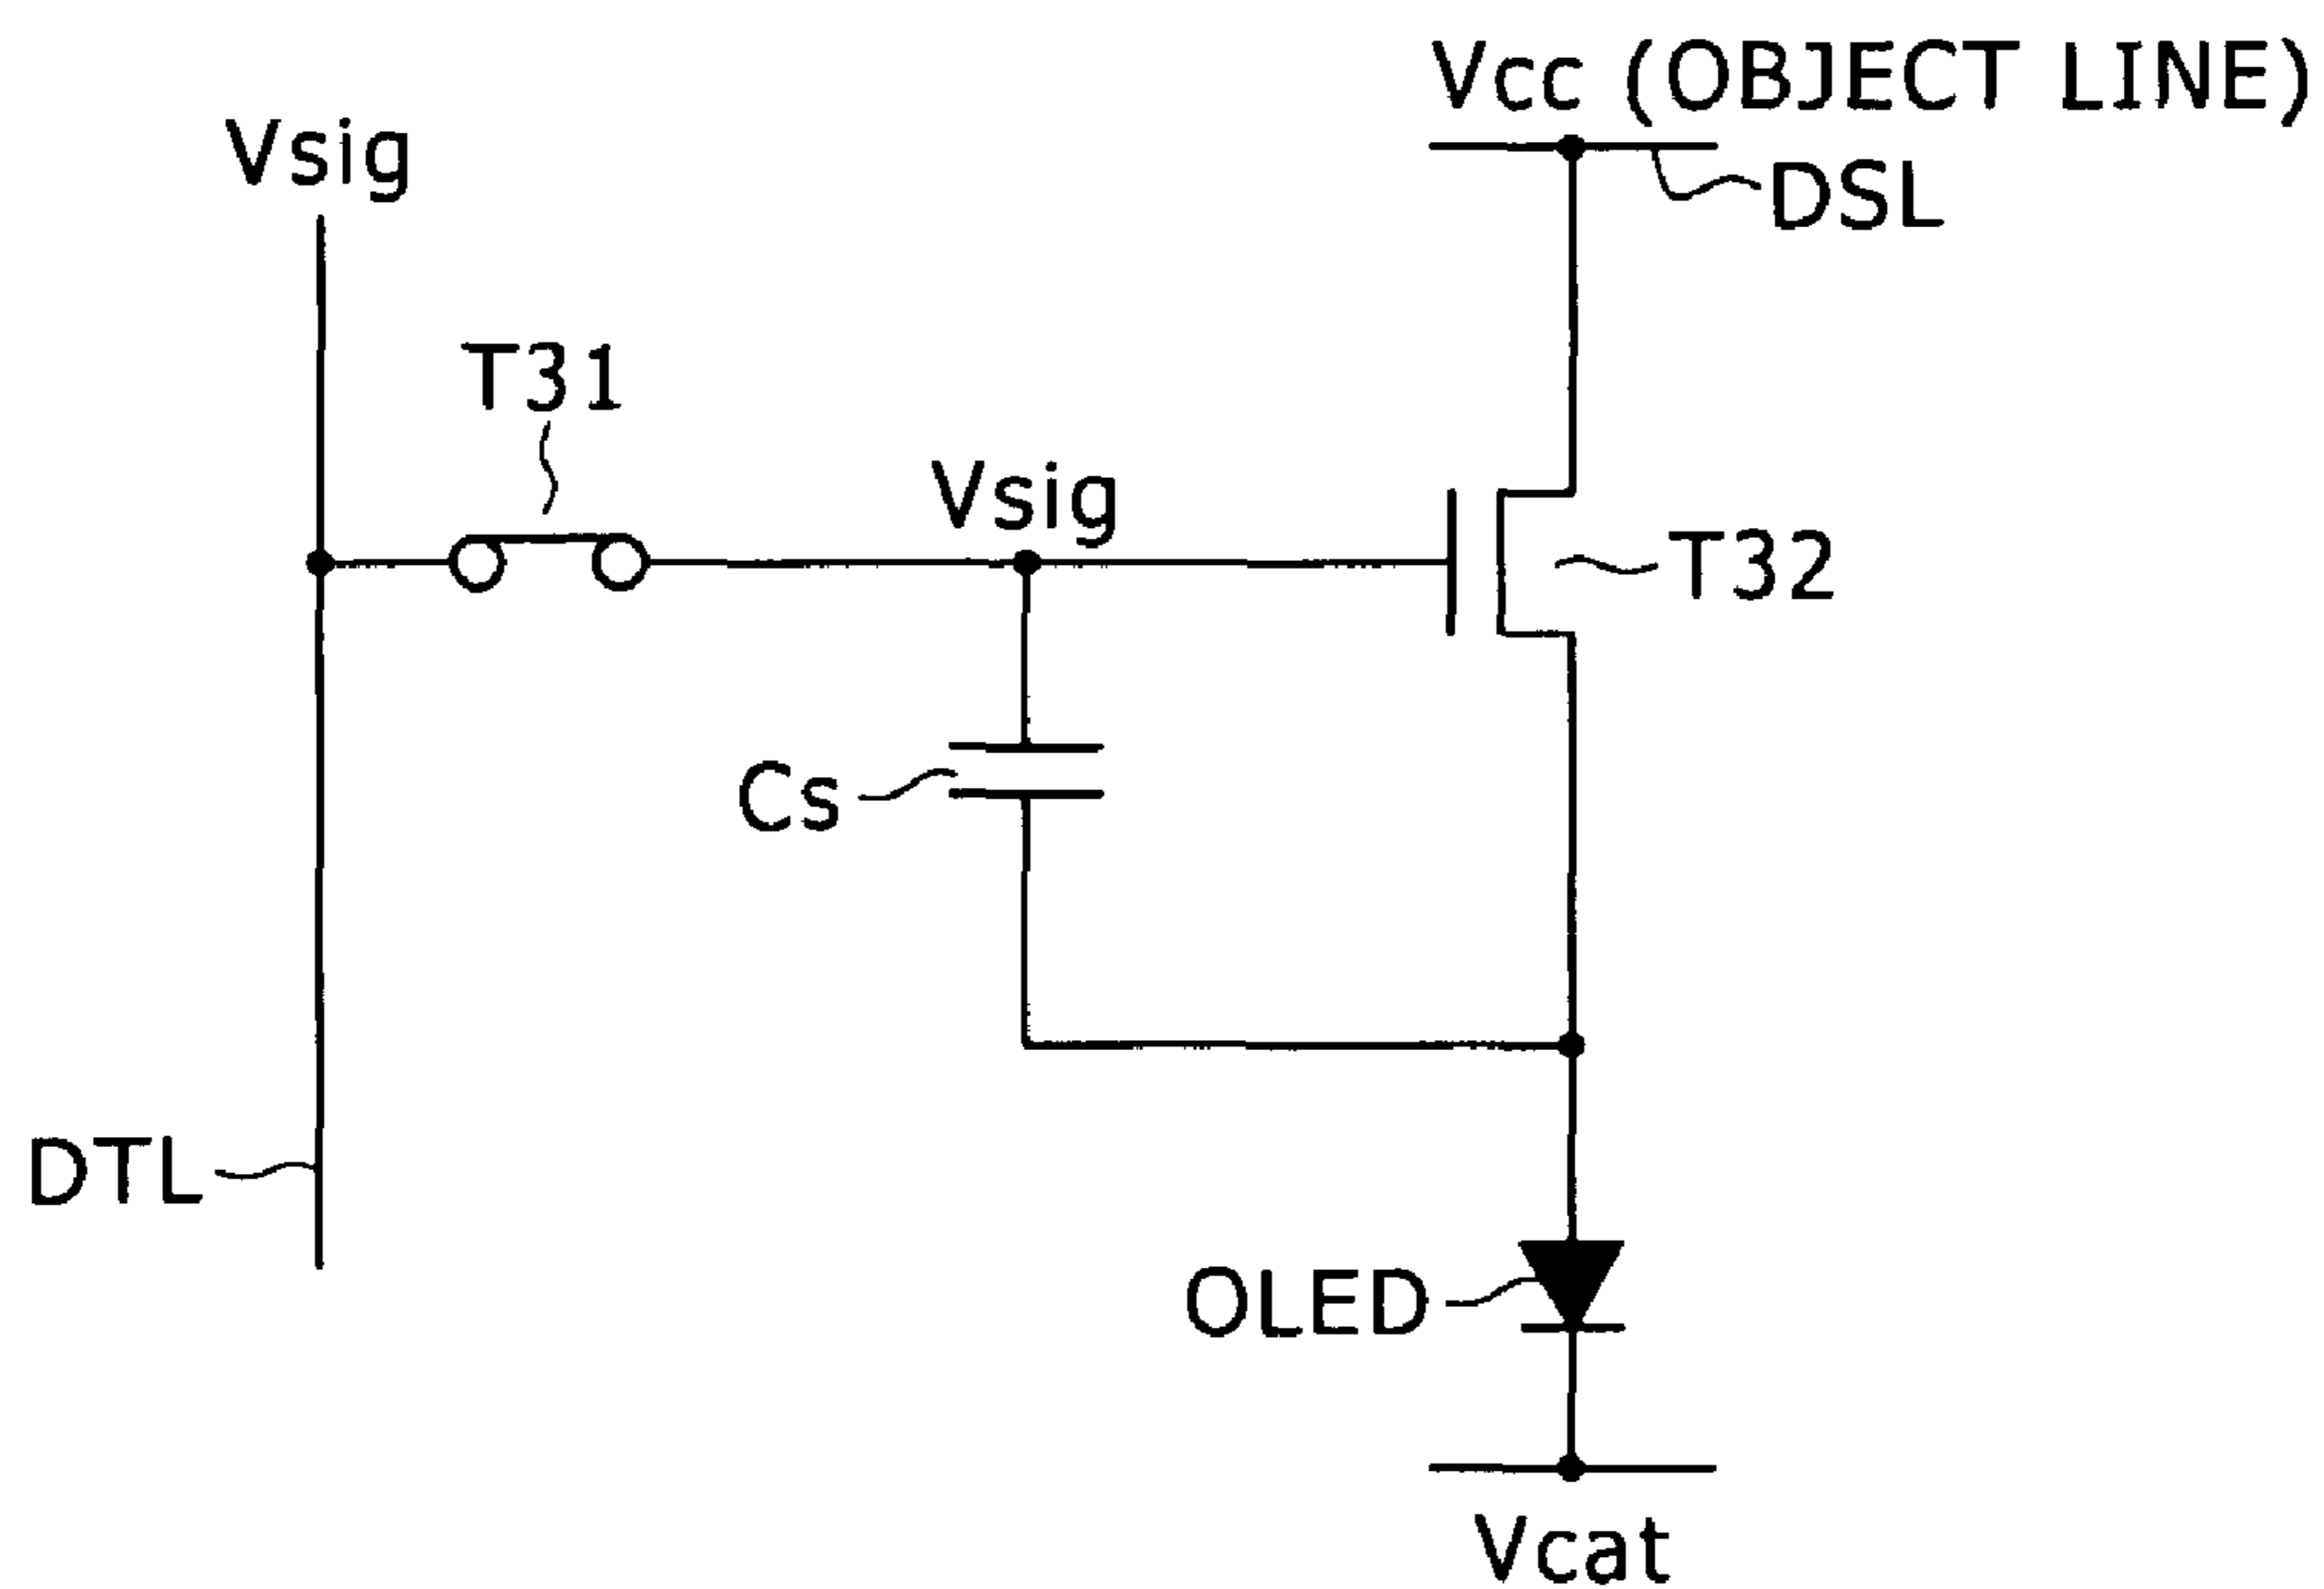 Vcc (OBJECT LINE)
Vsig
DSL
T31
Vsig
T32
Cs
DTL
OLED
Vcat